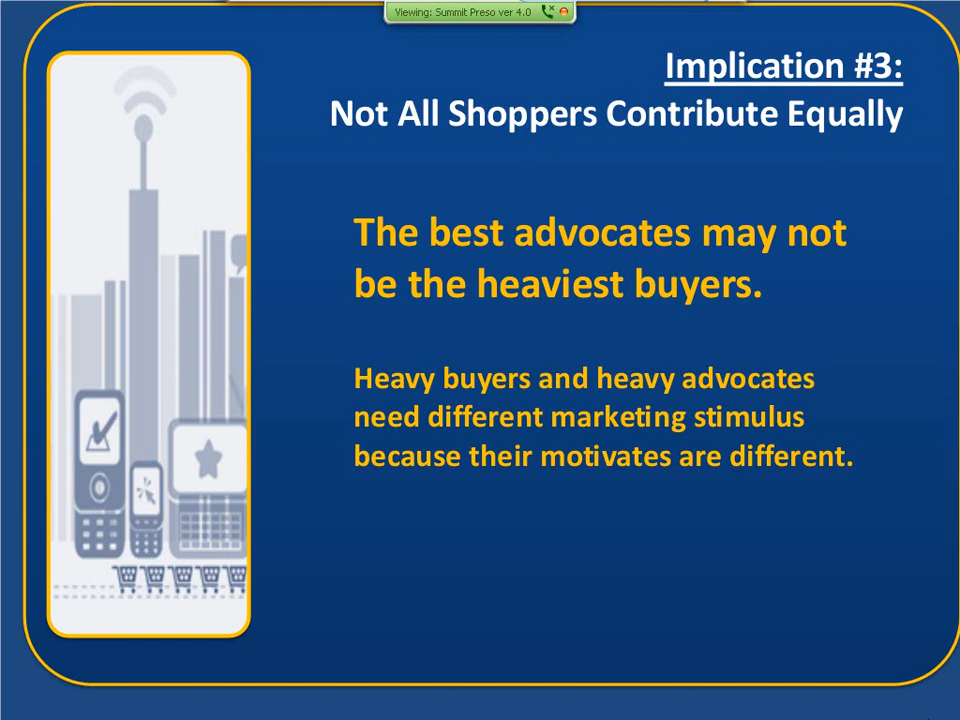 Viewing: Summit Preso ver 4.0
Implication #3:
Not All Shoppers Contribute Equally
The best advocates may not
be the heaviest buyers.
Heavy buyers and heavy advocates
need different marketing stimulus
because their motivates are different.